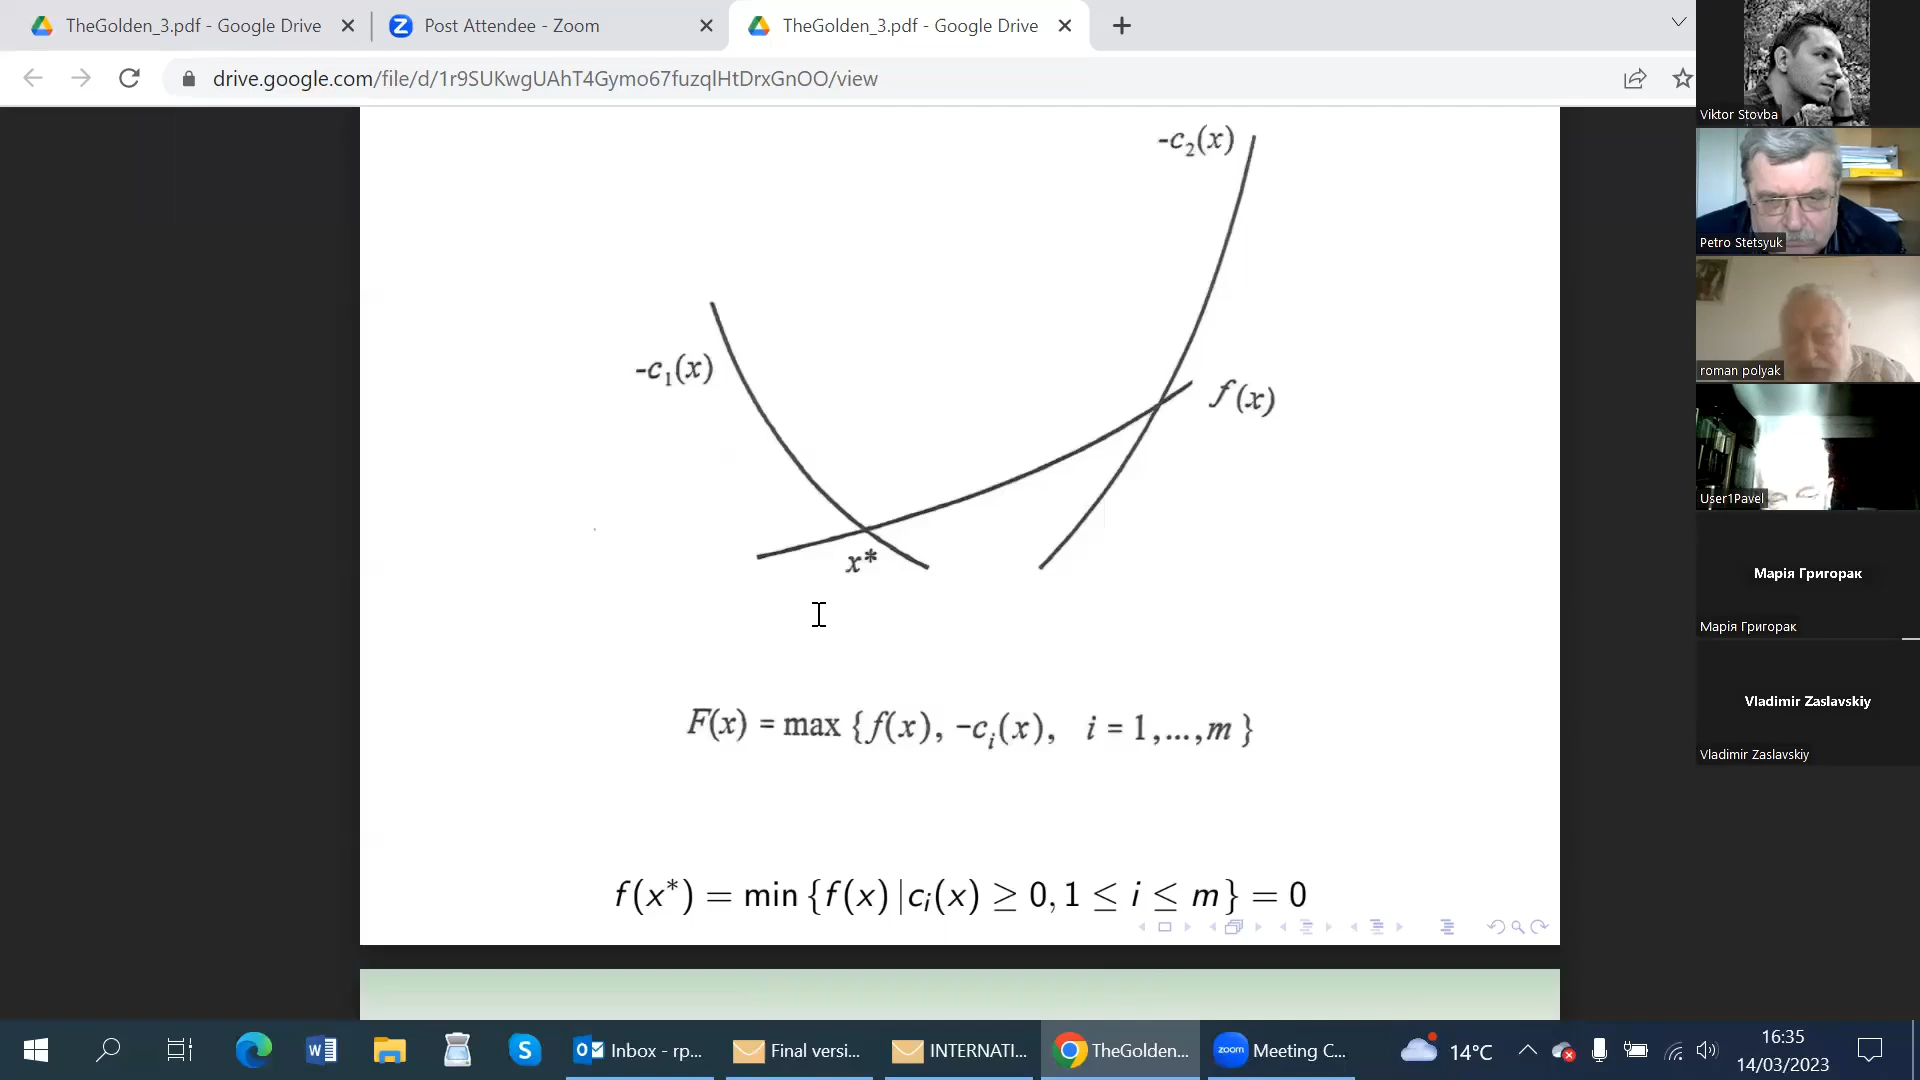 TheGolden_3.pdf - Google Drive
Post Attendee - Zoom
TheGolden_3.pdf - Google Drive
drive.google.com/file/d/1r9SUKwgUAhT4Gymo67fuzqlHtDrxGnOO/view
-c₂(x)
-c₁(x)
f(x)
x*
F(x) = max {f(x), -cᵢ(x), i = 1,...,m}
f(x*) = min {f(x) |cᵢ(x) ≥ 0, 1 ≤ i ≤ m} = 0
Viktor Stovba
Petro Stetsyuk
roman polyak
User1Pavel
Марія Григорак
Марія Григорак
Vladimir Zaslavskiy
Vladimir Zaslavskiy
Inbox - rp...
Final versi...
INTERNATI...
TheGolden...
zoom
Meeting C...
14°C
16:35
14/03/2023